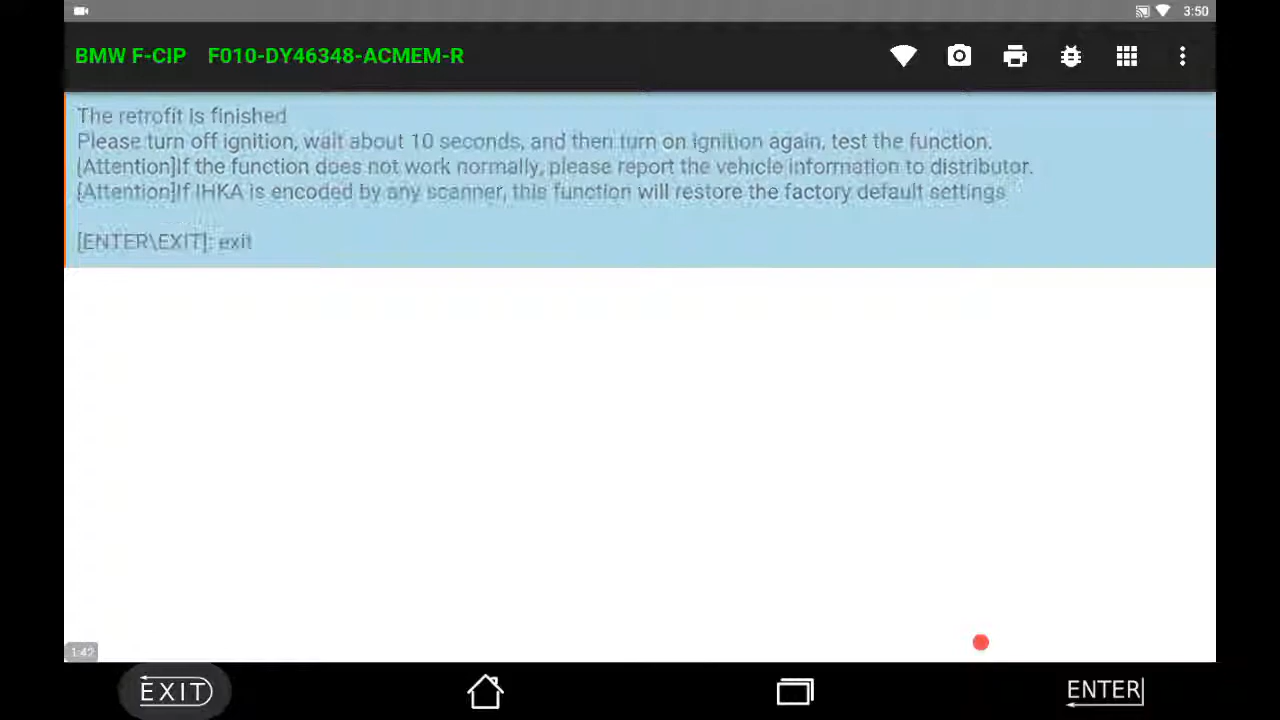 3:50
BMW F-CIP F010-DY46348-ACMEM-R
The retrofit is finished
Please turn off ignition, wait about 10 seconds, and then turn on ignition again, test the function.
[Attention]If the function does not work normally, please report the vehicle information to distributor.
[Attention]If IHKA is encoded by any scanner, this function will restore the factory default settings
[ENTER\EXIT]: exit
1:42
EXIT
ENTER